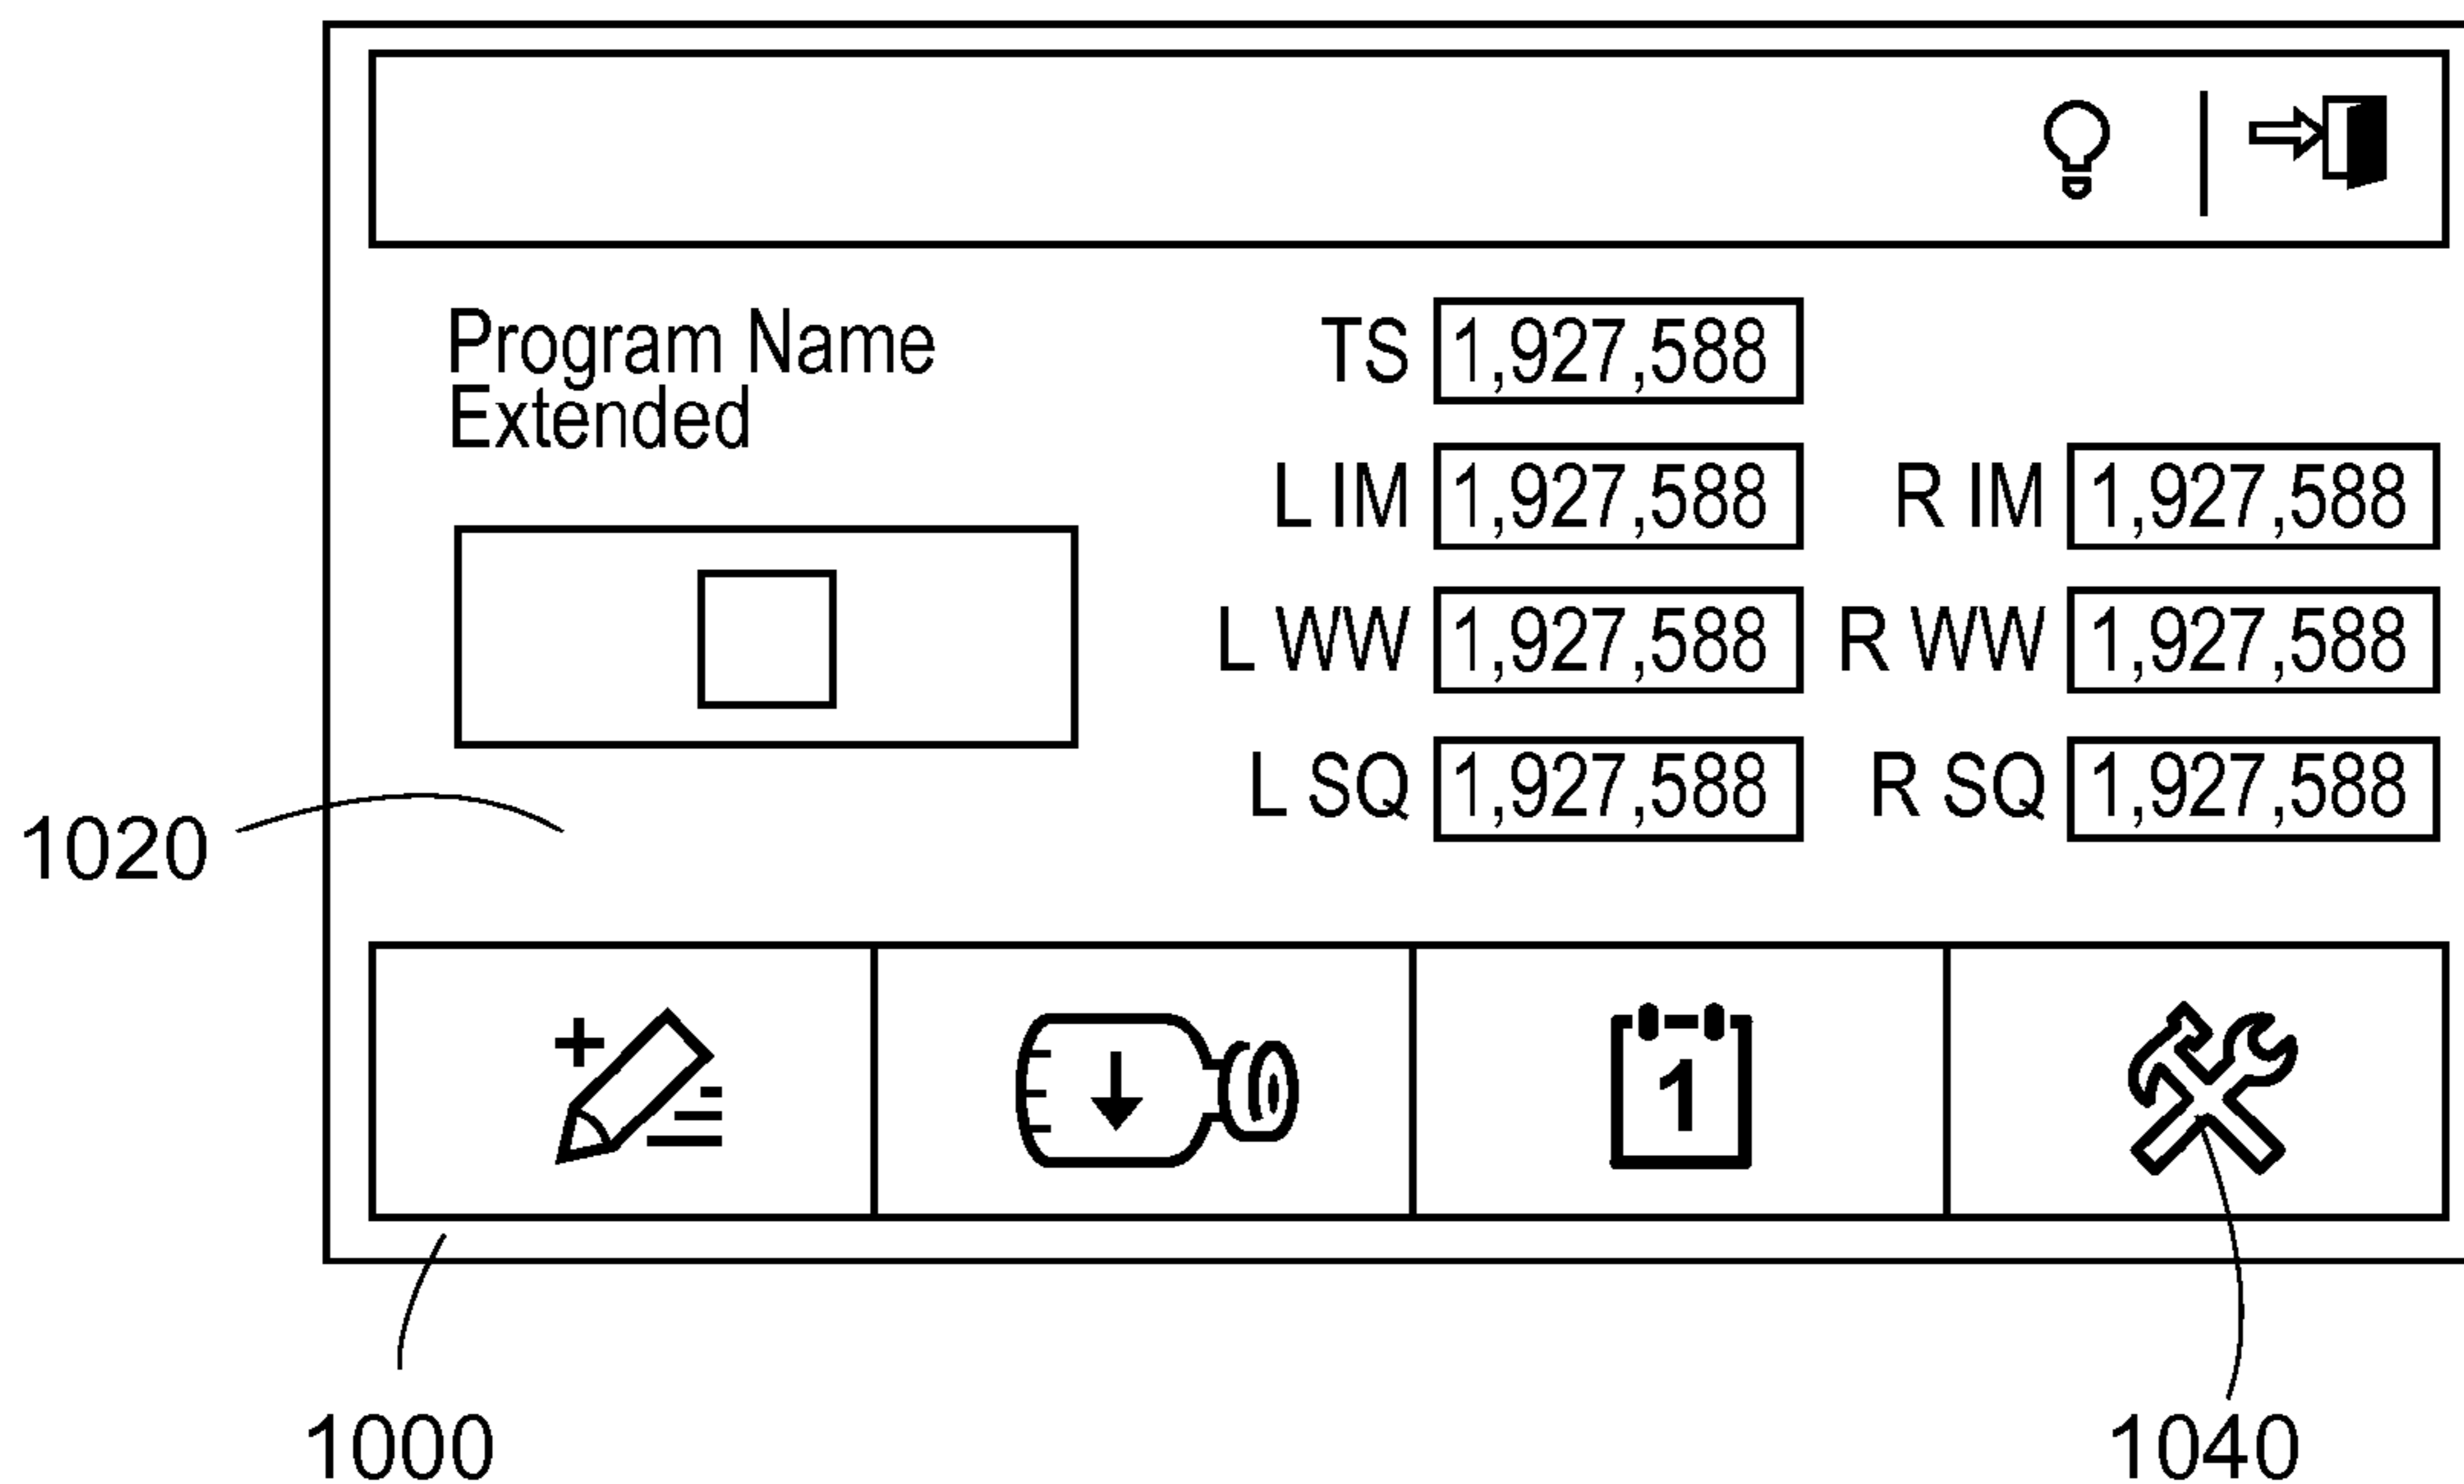 Program Name
Extended
TS 1,927,588
L IM 1,927,588 R IM 1,927,588
L WW 1,927,588 R WW 1,927,588
L SQ 1,927,588 R SQ 1,927,588
1020
1
1000
1040